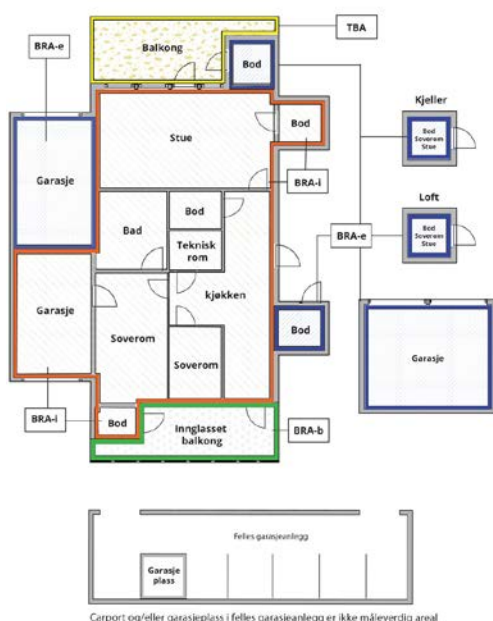 TBA
BRA-e
Balkong
Bod
Kjeller
Bod
Soverom
Stue
Stue
Bod
Garasje
BRA-i
Loft
Bod
Soverom
Stue
Bad
Bod
Teknisk
rom
BRA-e
Garasje
kjøkken
Soverom
Bod
Soverom
Garasje
BRA-i
Bod
Innglasset
balkong
BRA-b
Felles garasjeanlegg
Garasje
plass
Carport og/eller garasjeplass i felles garasjeanlegg er ikke måleverdig areal